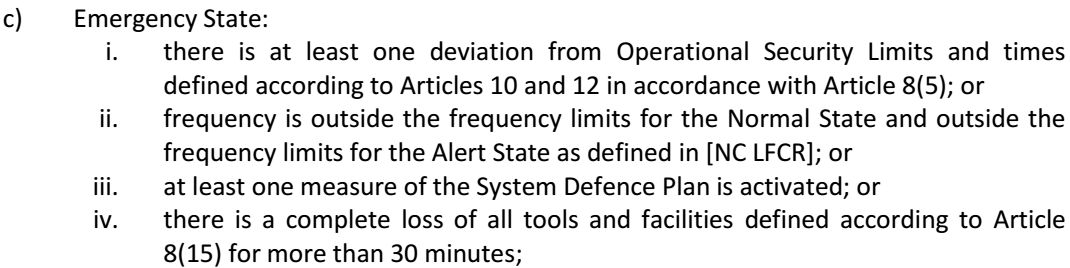 c) Emergency State:
i. there is at least one deviation from Operational Security Limits and times
defined according to Articles 10 and 12 in accordance with Article 8(5); or
ii. frequency is outside the frequency limits for the Normal State and outside the
frequency limits for the Alert State as defined in [NC LFCR]; or
iii. at least one measure of the System Defence Plan is activated; or
iv. there is a complete loss of all tools and facilities defined according to Article
8(15) for more than 30 minutes;